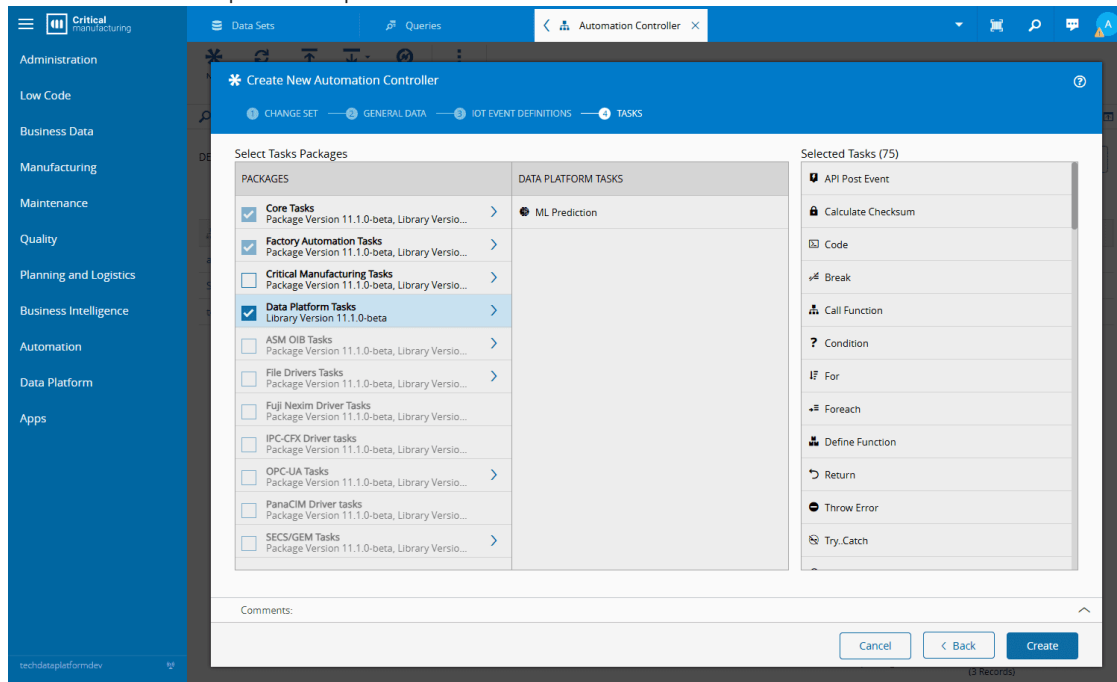 Critical
manufacturing
Data Sets
Queries
Automation Controller
A
Administration
Low Code
Business Data
Manufacturing
Maintenance
Quality
Planning and Logistics
Business Intelligence
Automation
Data Platform
Apps
techdataplatformdev
Create New Automation Controller
1 CHANGE SET
2 GENERAL DATA
3 IOT EVENT DEFINITIONS
4 TASKS
Select Tasks Packages
PACKAGES
Core Tasks
Package Version 11.1.0-beta, Library Versio...
Factory Automation Tasks
Package Version 11.1.0-beta, Library Versio...
Critical Manufacturing Tasks
Package Version 11.1.0-beta, Library Versio...
Data Platform Tasks
Library Version 11.1.0-beta
ASM OIB Tasks
Package Version 11.1.0-beta, Library Versio...
File Drivers Tasks
Package Version 11.1.0-beta, Library Versio...
Fuji Nexim Driver Tasks
Package Version 11.1.0-beta, Library Versio...
IPC-CFX Driver tasks
Package Version 11.1.0-beta, Library Versio...
OPC-UA Tasks
Package Version 11.1.0-beta, Library Versio...
PanaCIM Driver tasks
Package Version 11.1.0-beta, Library Versio...
SECS/GEM Tasks
Package Version 11.1.0-beta, Library Versio...
DATA PLATFORM TASKS
ML Prediction
Selected Tasks (75)
API Post Event
Calculate Checksum
Code
Break
Call Function
Condition
For
Foreach
Define Function
Return
Throw Error
Try..Catch
Comments:
Cancel
Back
Create
(3 Records)